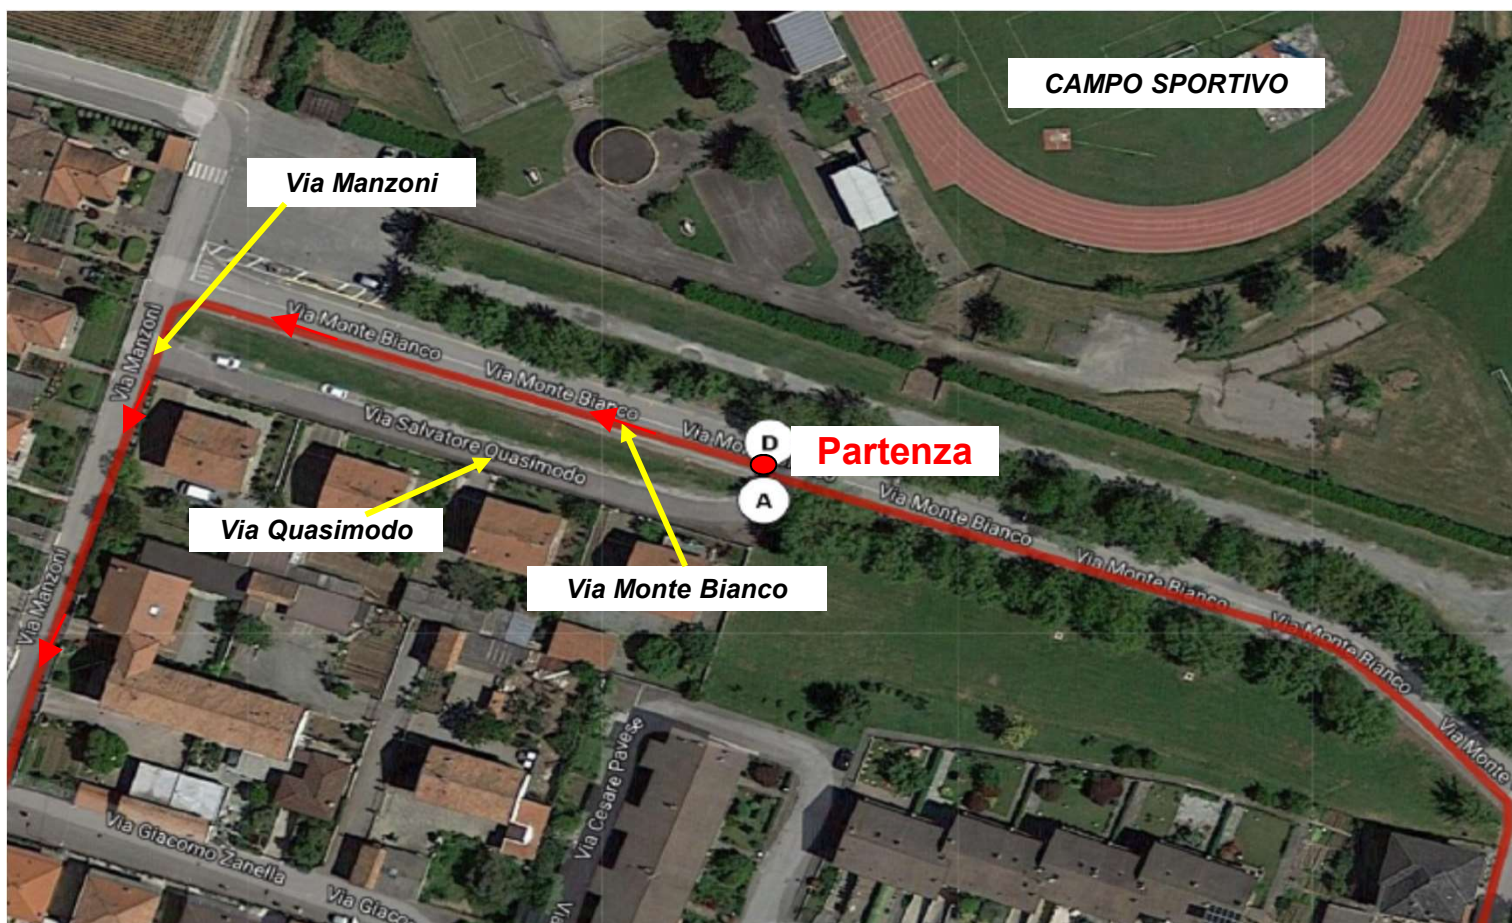 CAMPO SPORTIVO
Via Manzoni
Via Manzoni
Via Monte Bianco
Via Monte Bianco
Via Salvatore Quasimodo
D
Partenza
A
Via Monte Bianco
Via Quasimodo
Via Monte Bianco
Via Monte Bianco
Via Manzoni
Via Monte Bianco
Via Monte
Via Cesare Pavese
Via Giacomo Zanella